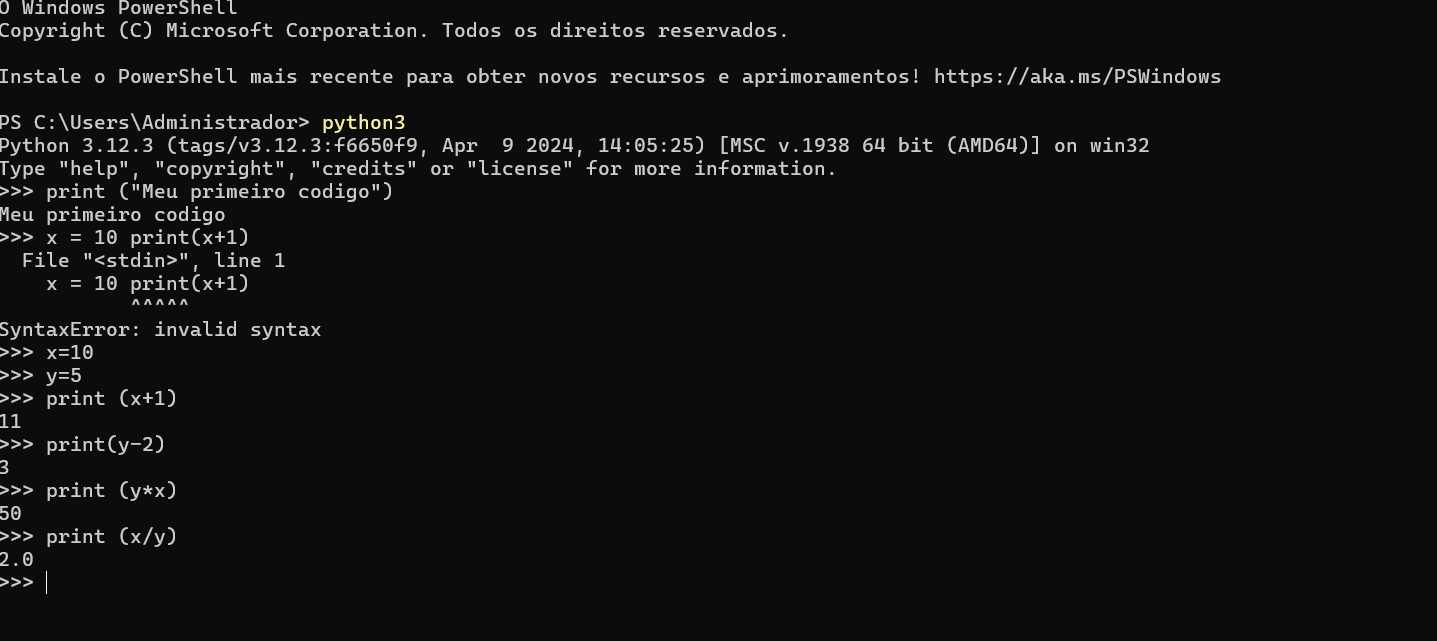 O Windows PowerShell
Copyright (C) Microsoft Corporation. Todos os direitos reservados.
Instale o PowerShell mais recente para obter novos recursos e aprimoramentos! https://aka.ms/PSWindows
PS C:\Users\Administrador> python3
Python 3.12.3 (tags/v3.12.3:f6650f9, Apr  9 2024, 14:05:25) [MSC v.1938 64 bit (AMD64)] on win32
Type "help", "copyright", "credits" or "license" for more information.
>>> print ("Meu primeiro codigo")
Meu primeiro codigo
>>> x = 10 print(x+1)
  File "<stdin>", line 1
    x = 10 print(x+1)
           ^^^^^
SyntaxError: invalid syntax
>>> x=10
>>> y=5
>>> print (x+1)
11
>>> print(y-2)
3
>>> print (y*x)
50
>>> print (x/y)
2.0
>>>